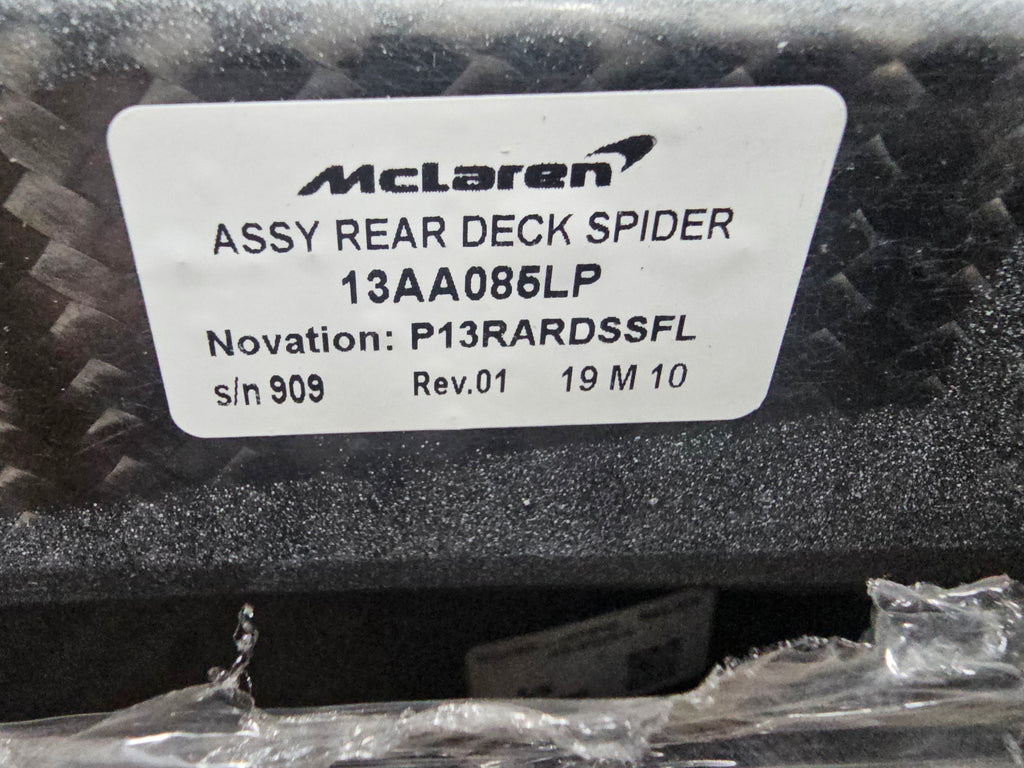 McLaren
ASSY REAR DECK SPIDER
13AA085LP
Novation: P13RARDSSFL
s/n 909 Rev.01 19 M 10